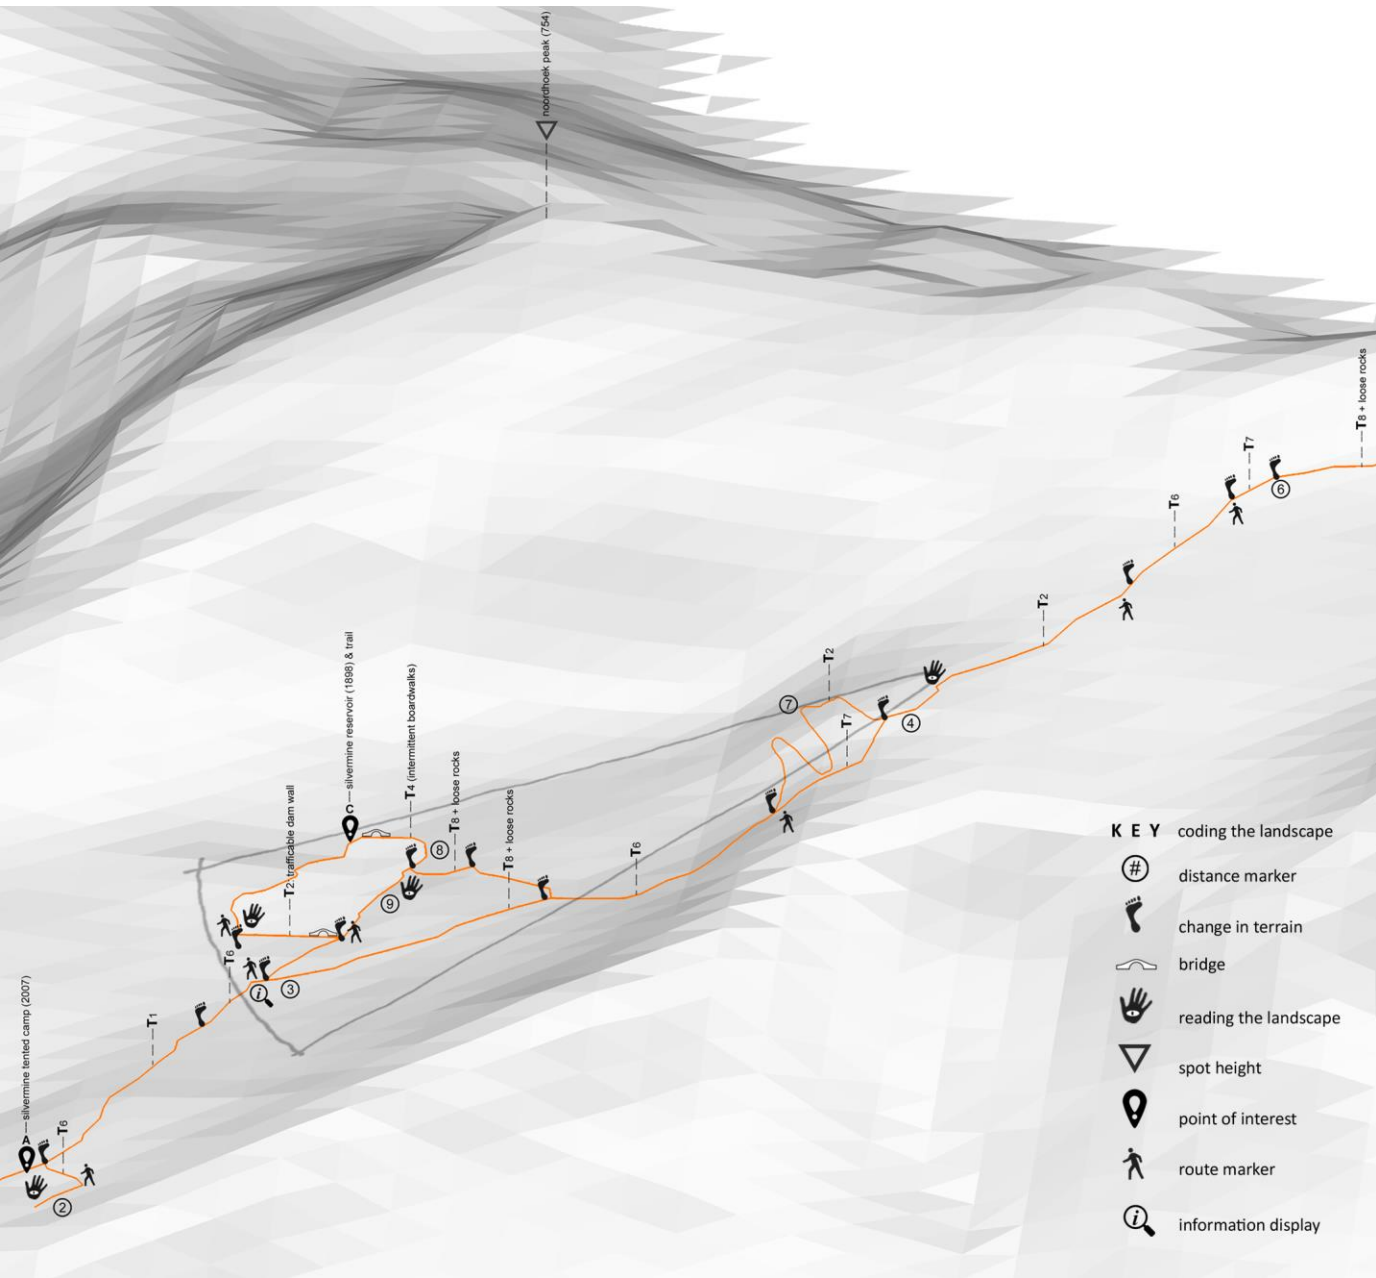 noordhoek peak (754)
T8 + loose rocks
T7
6
T6
T2
silvermine reservoir (1898) & trail
C
T4 (intermittent boardwalks)
T2
7
T7
4
T8 + loose rocks
T8 + loose rocks
T6
T2 trafficable dam wall
8
9
T6
i
3
T1
silvermine tented camp (2007)
A
T6
2
KEY coding the landscape
# distance marker
change in terrain
bridge
reading the landscape
spot height
point of interest
route marker
i information display